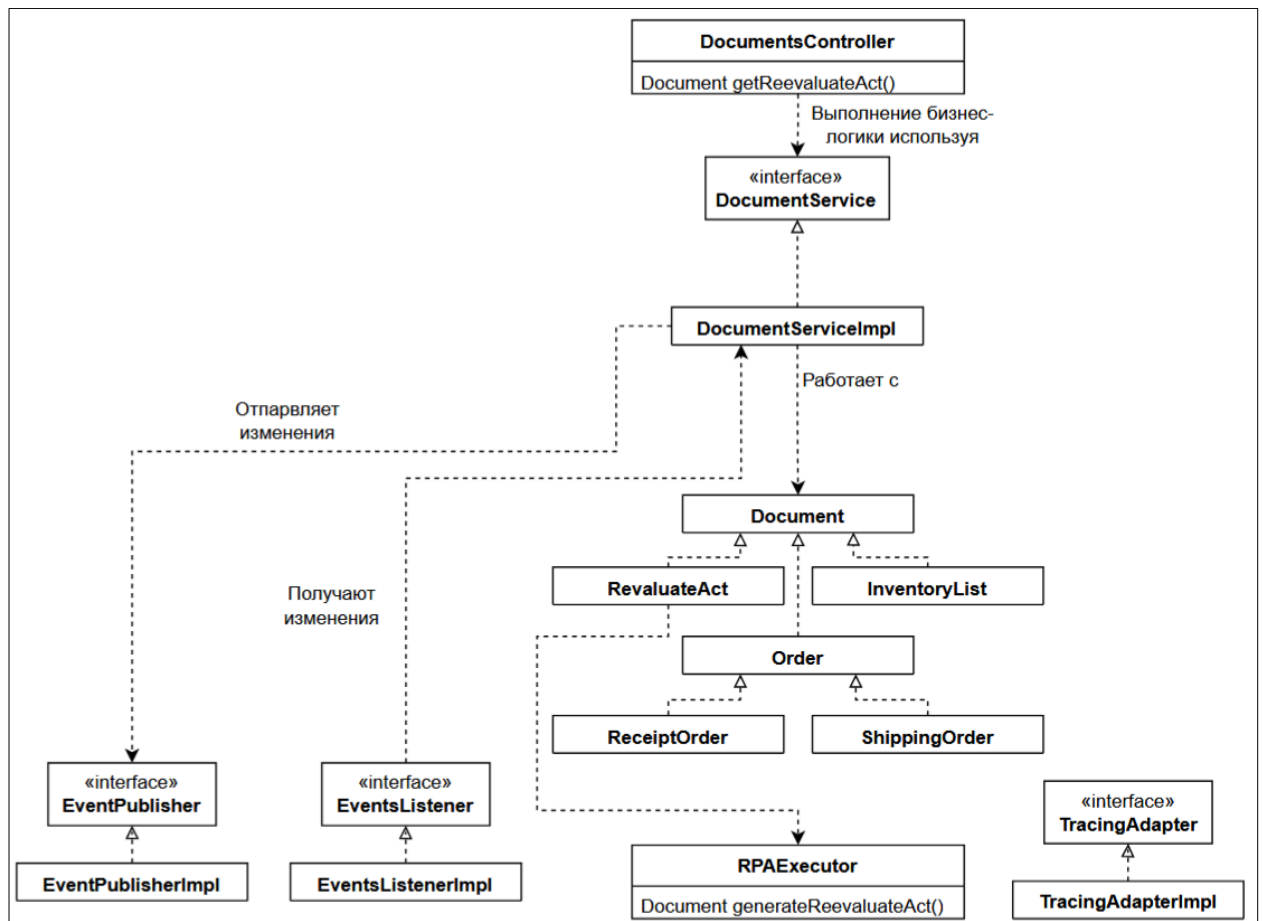 DocumentsController
Document getReevaluateAct()
Выполнение бизнес-
логики используя
«interface»
DocumentService
DocumentServiceImpl
Работает с
Отпарвляет
изменения
Document
RevaluateAct
InventoryList
Получают
изменения
Order
ReceiptOrder
ShippingOrder
«interface»
EventPublisher
«interface»
EventsListener
«interface»
TracingAdapter
EventPublisherImpl
EventsListenerImpl
RPAExecutor
Document generateReevaluateAct()
TracingAdapterImpl